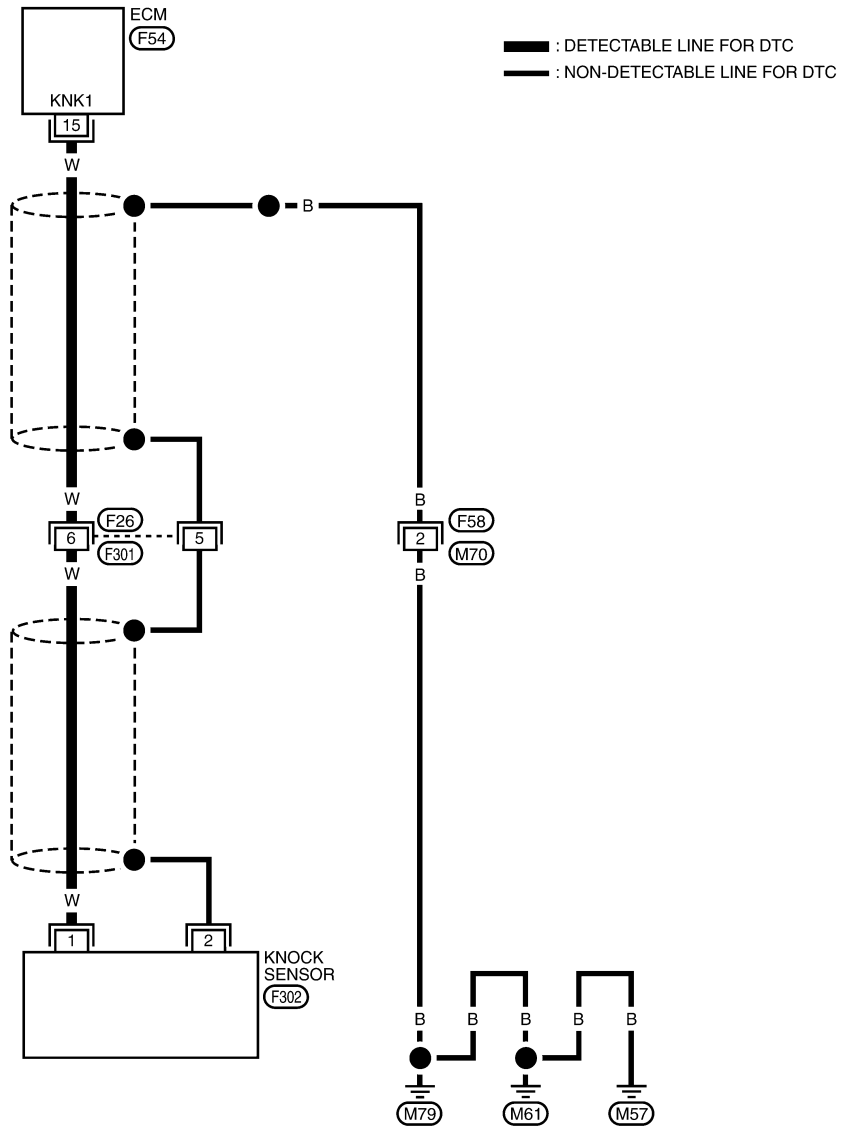 ECM
F54
: DETECTABLE LINE FOR DTC
: NON-DETECTABLE LINE FOR DTC
KNK1
15
W
B
W
B
F26
F58
6
5
2
F301
M70
W
B
W
1
2
KNOCK
SENSOR
F302
B
B
B
B
B
M79
M61
M57